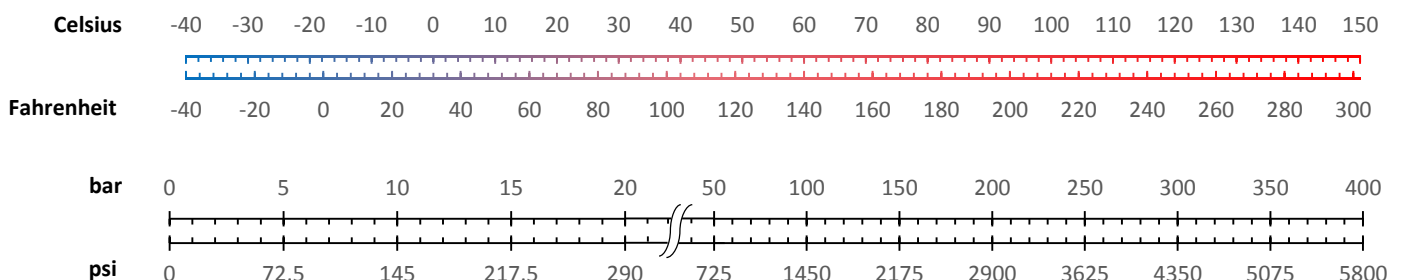 Celsius -40 -30 -20 -10 0 10 20 30 40 50 60 70 80 90 100 110 120 130 140 150
Fahrenheit -40 -20 0 20 40 60 80 100 120 140 160 180 200 220 240 260 280 300
bar 0 5 10 15 20 50 100 150 200 250 300 350 400
psi 0 72.5 145 217.5 290 725 1450 2175 2900 3625 4350 5075 5800